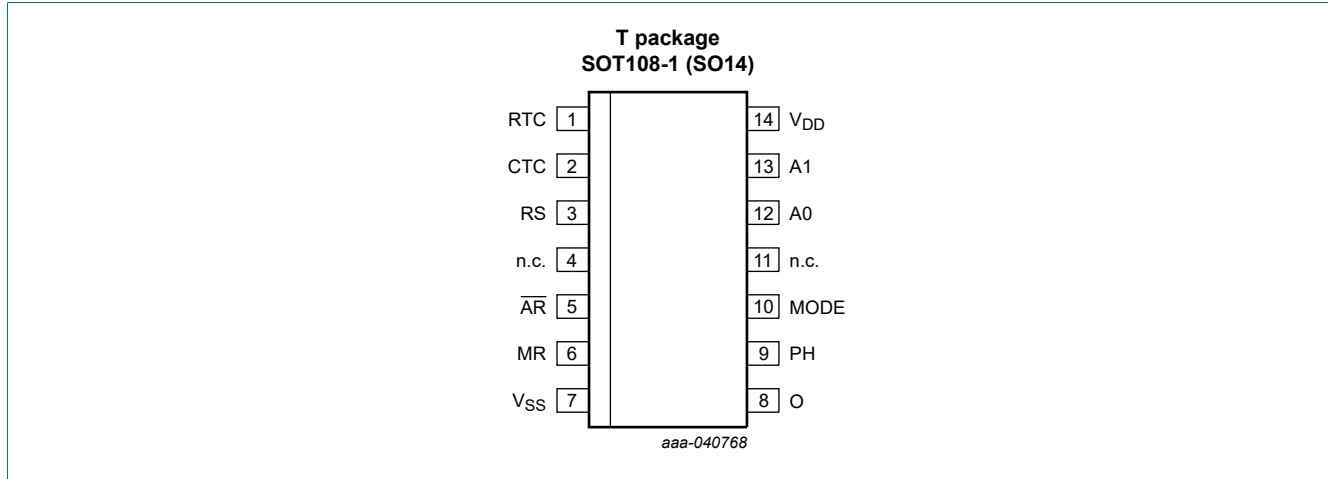 T package
SOT108-1 (SO14)
RTC 1
14 VDD
CTC 2
13 A1
RS 3
12 A0
n.c. 4
11 n.c.
A̅R̅ 5
10 MODE
MR 6
9 PH
VSS 7
8 O
aaa-040768